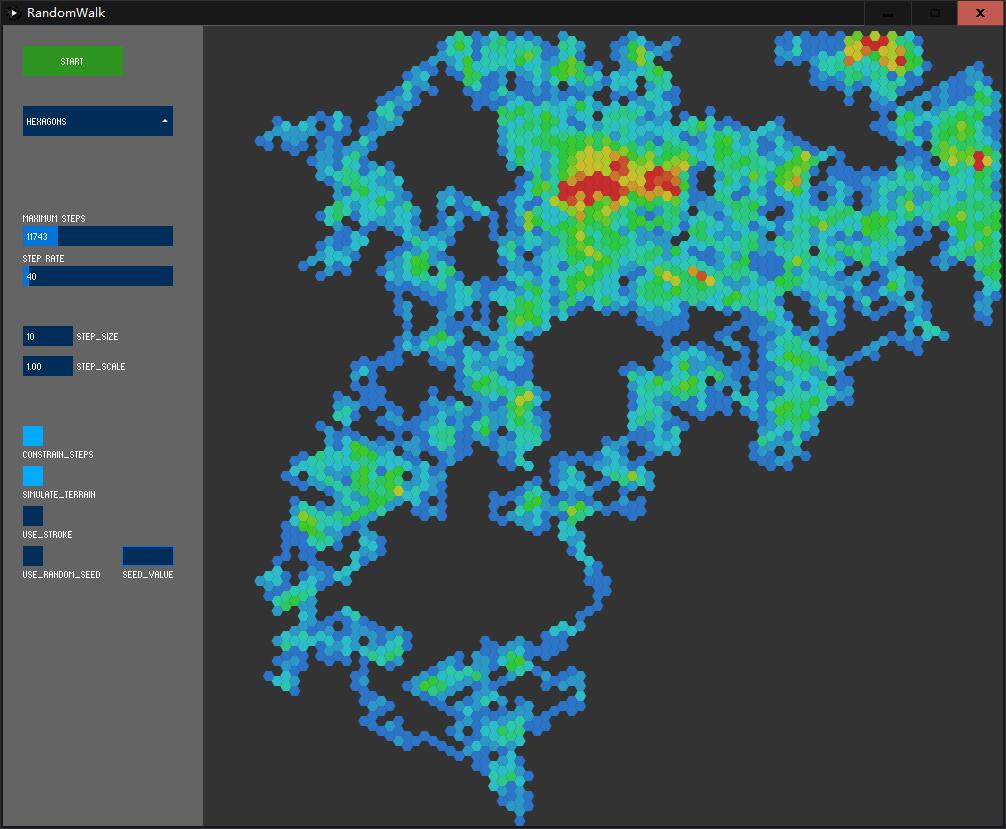 RandomWalk
START
HEXAGONS
MAXIMUM STEPS
11743
STEP RATE
40
10 STEP_SIZE
1.00 STEP_SCALE
CONSTRAIN_STEPS
SIMULATE_TERRAIN
USE_STROKE
USE_RANDOM_SEED SEED_VALUE